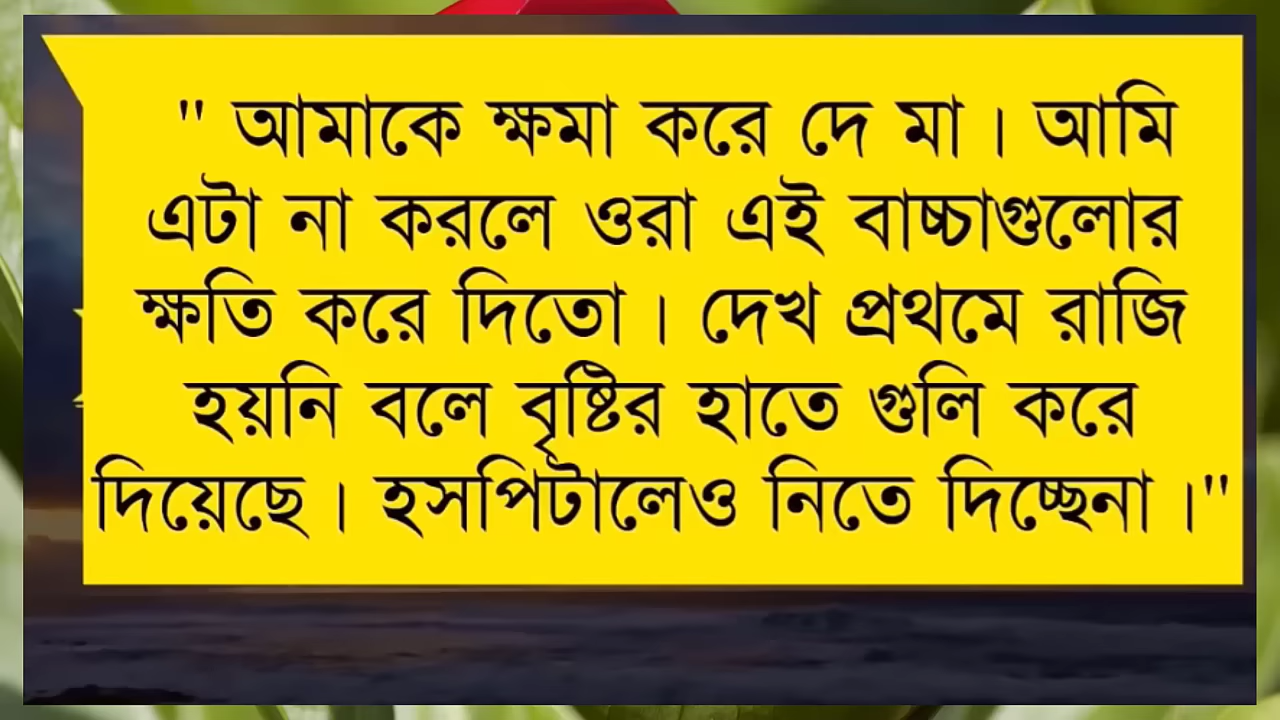 " আমাকে ক্ষমা করে দে মা । আমি
এটা না করলে ওরা এই বাচ্চাগুলোর
ক্ষতি করে দিতো । দেখ প্রথমে রাজি
হয়নি বলে বৃষ্টির হাতে গুলি করে
দিয়েছে । হসপিটালেও নিতে দিচ্ছেনা ।"